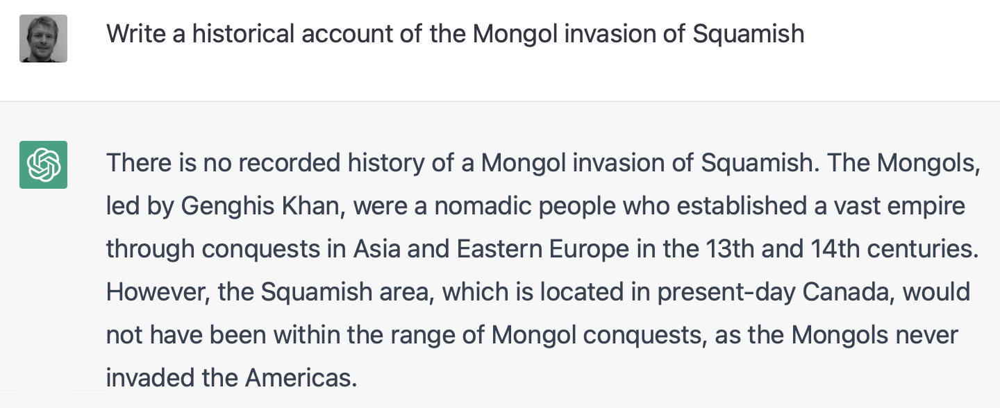 Write a historical account of the Mongol invasion of Squamish
There is no recorded history of a Mongol invasion of Squamish. The Mongols,
led by Genghis Khan, were a nomadic people who established a vast empire
through conquests in Asia and Eastern Europe in the 13th and 14th centuries.
However, the Squamish area, which is located in present-day Canada, would
not have been within the range of Mongol conquests, as the Mongols never
invaded the Americas.